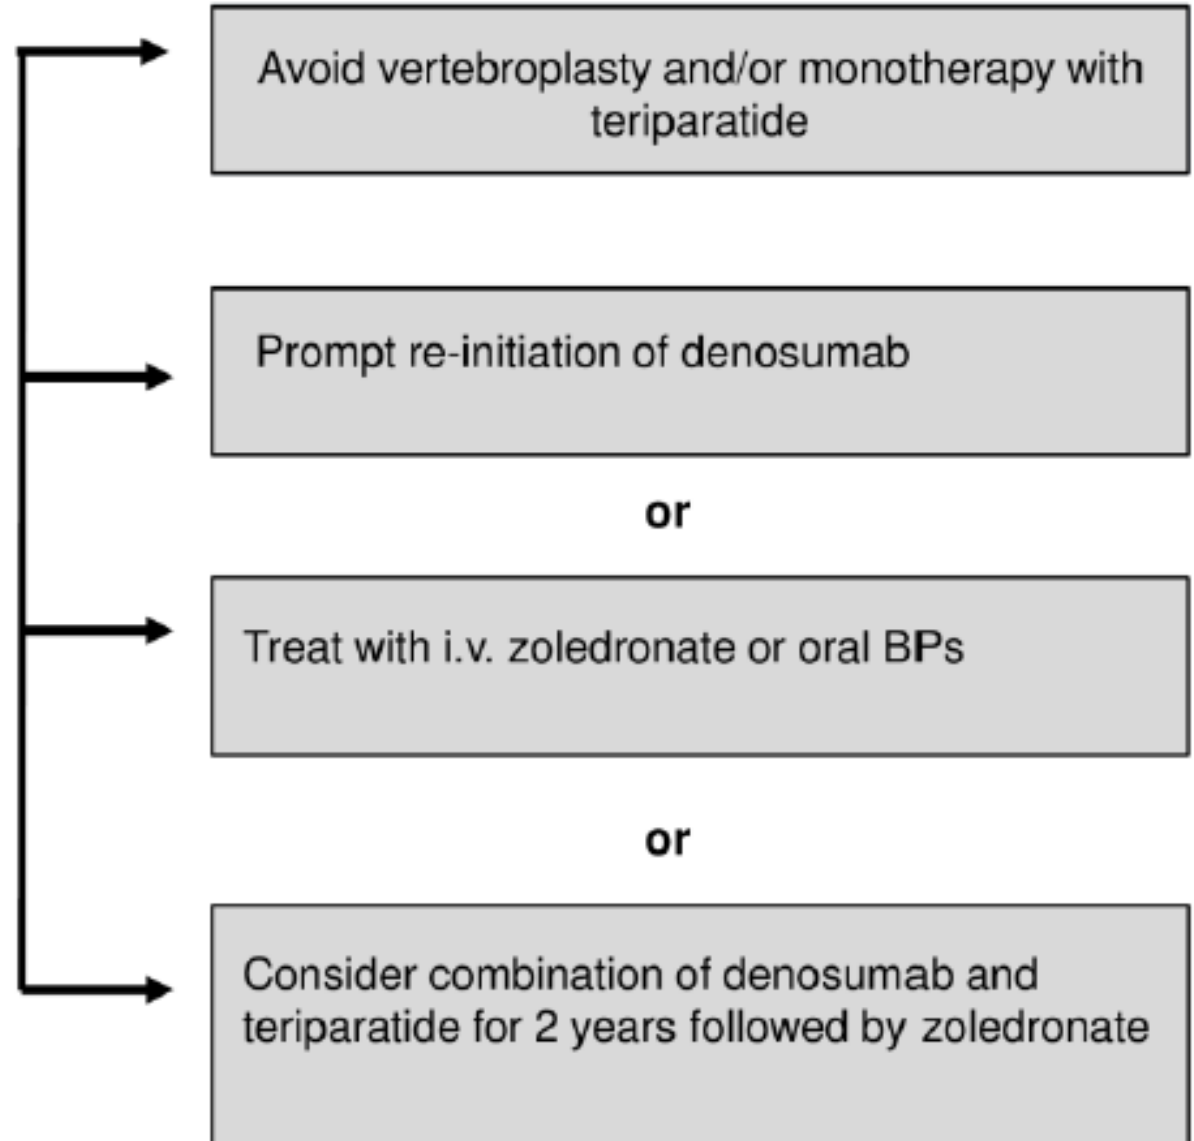 Avoid vertebroplasty and/or monotherapy with
teriparatide
Prompt re-initiation of denosumab
or
Treat with i.v. zoledronate or oral BPs
or
Consider combination of denosumab and
teriparatide for 2 years followed by zoledronate